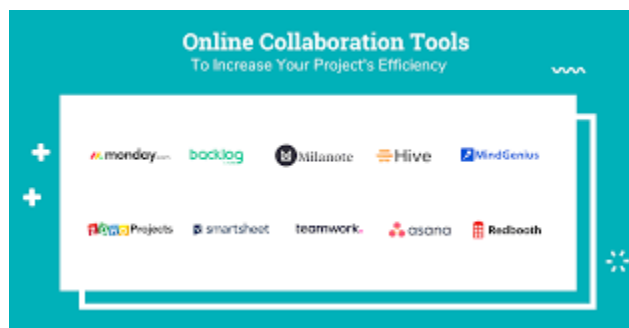 Online Collaboration Tools
To Increase Your Project's Efficiency
monday.com backlog Milanote Hive MindGenius
ZOHO Projects smartsheet teamwork. asana Redbooth